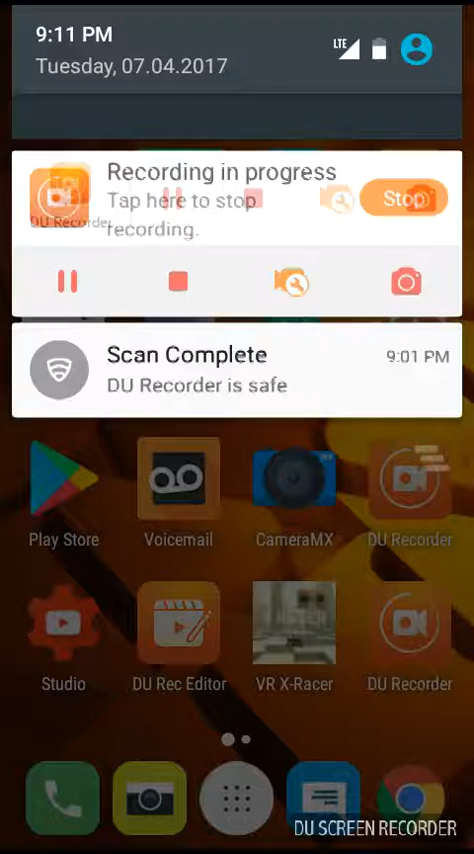 9:11 PM
LTE
Tuesday, 07.04.2017
Recording in progress
Tap here to stop
recording.
Stop
DU Recorder
Scan Complete
9:01 PM
DU Recorder is safe
Play Store
Voicemail
CameraMX
DU Recorder
Studio
DU Rec Editor
VR X-Racer
DU Recorder
DU SCREEN RECORDER